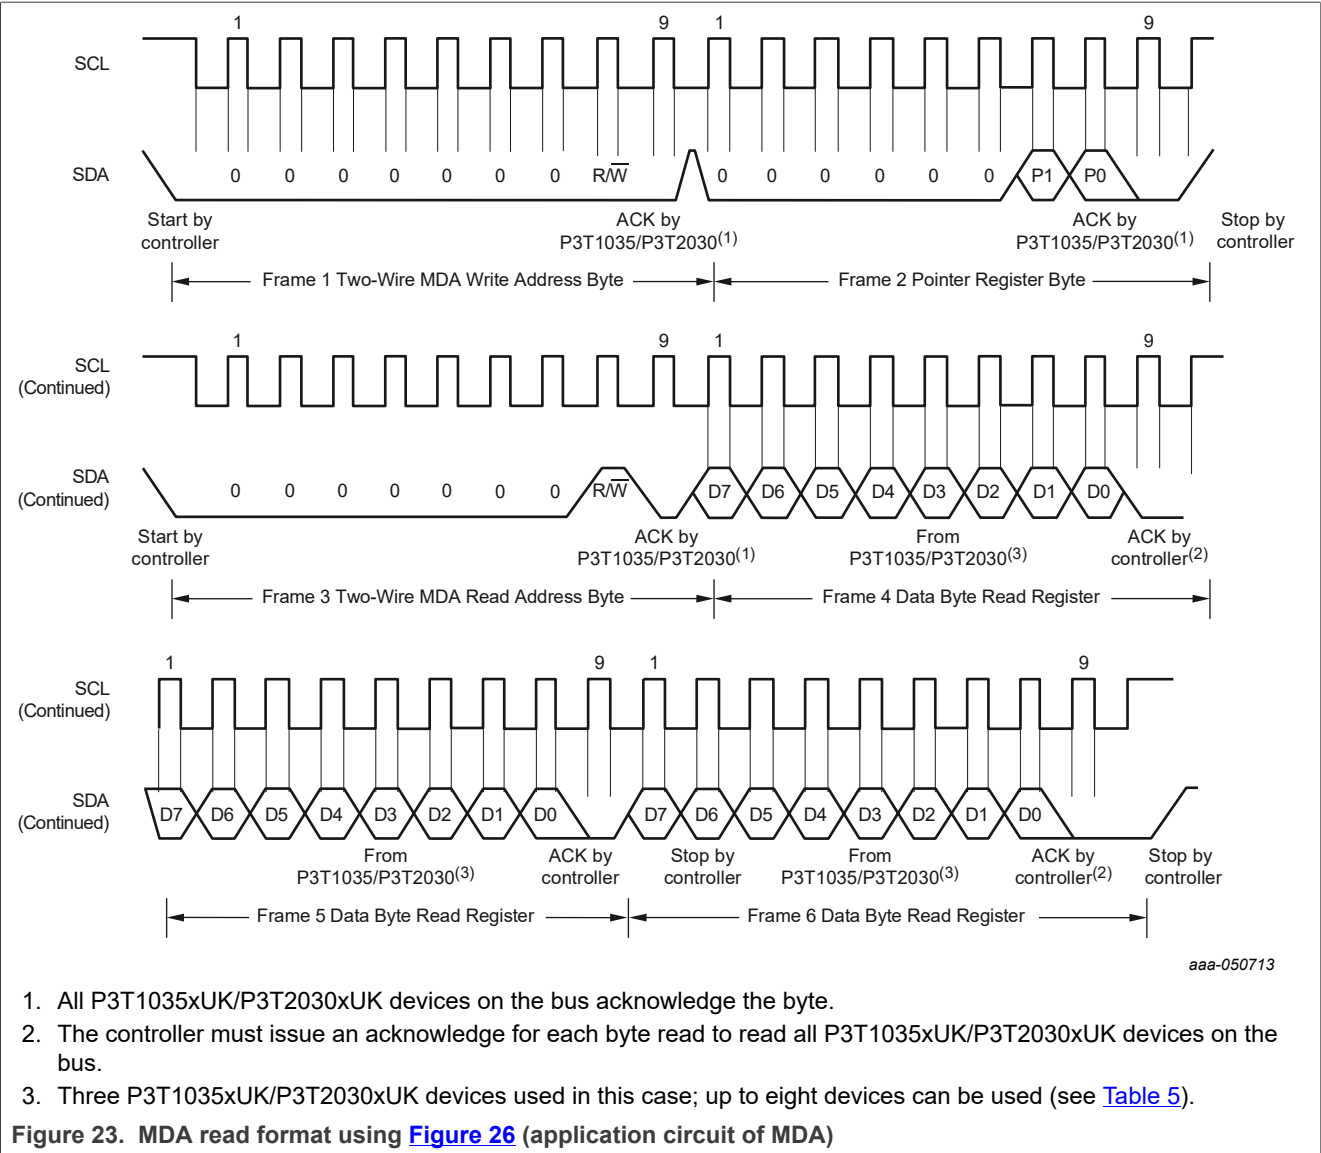 1 9 1 9
SCL
SDA
0 0 0 0 0 0 0 R/W̅ 0 0 0 0 0 0 P1 P0
Start by controller
ACK by P3T1035/P3T2030(1)
ACK by P3T1035/P3T2030(1)
Stop by controller
Frame 1 Two-Wire MDA Write Address Byte
Frame 2 Pointer Register Byte
1 9 1 9
SCL (Continued)
SDA (Continued)
0 0 0 0 0 0 0 R/W̅ D7 D6 D5 D4 D3 D2 D1 D0
Start by controller
ACK by P3T1035/P3T2030(1)
From P3T1035/P3T2030(3)
ACK by controller(2)
Frame 3 Two-Wire MDA Read Address Byte
Frame 4 Data Byte Read Register
1 9 1 9
SCL (Continued)
SDA (Continued)
D7 D6 D5 D4 D3 D2 D1 D0 D7 D6 D5 D4 D3 D2 D1 D0
From P3T1035/P3T2030(3)
ACK by controller
Stop by controller
From P3T1035/P3T2030(3)
ACK by controller(2)
Stop by controller
Frame 5 Data Byte Read Register
Frame 6 Data Byte Read Register
aaa-050713
1. All P3T1035xUK/P3T2030xUK devices on the bus acknowledge the byte.
2. The controller must issue an acknowledge for each byte read to read all P3T1035xUK/P3T2030xUK devices on the
bus.
3. Three P3T1035xUK/P3T2030xUK devices used in this case; up to eight devices can be used (see Table 5).
Figure 23. MDA read format using Figure 26 (application circuit of MDA)